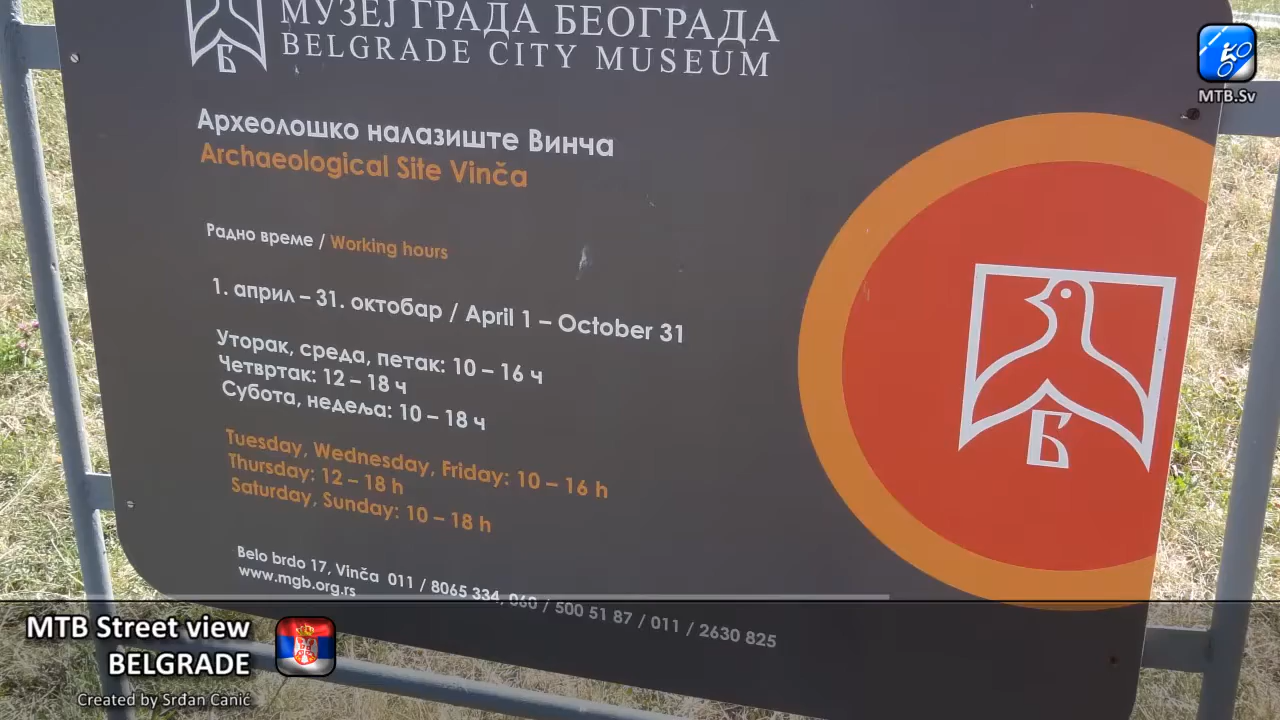 МУЗЕЈ ГРАДА БЕОГРАДА
BELGRADE CITY MUSEUM
MTB.Sv
Археолошко налазиште Винча
Archaeological Site Vinča
Радно време / Working hours
1. април – 31. октобар / April 1 – October 31
Уторак, среда, петак: 10 – 16 ч
Четвртак: 12 – 18 ч
Субота, недеља: 10 – 18 ч
Tuesday, Wednesday, Friday: 10 – 16 h
Thursday: 12 – 18 h
Saturday, Sunday: 10 – 18 h
Б
Belo brdo 17, Vinča 011 / 8065 334, 060 / 500 51 87 / 011 / 2630 825
www.mgb.org.rs
MTB Street view
BELGRADE
Created by Srđan Canić